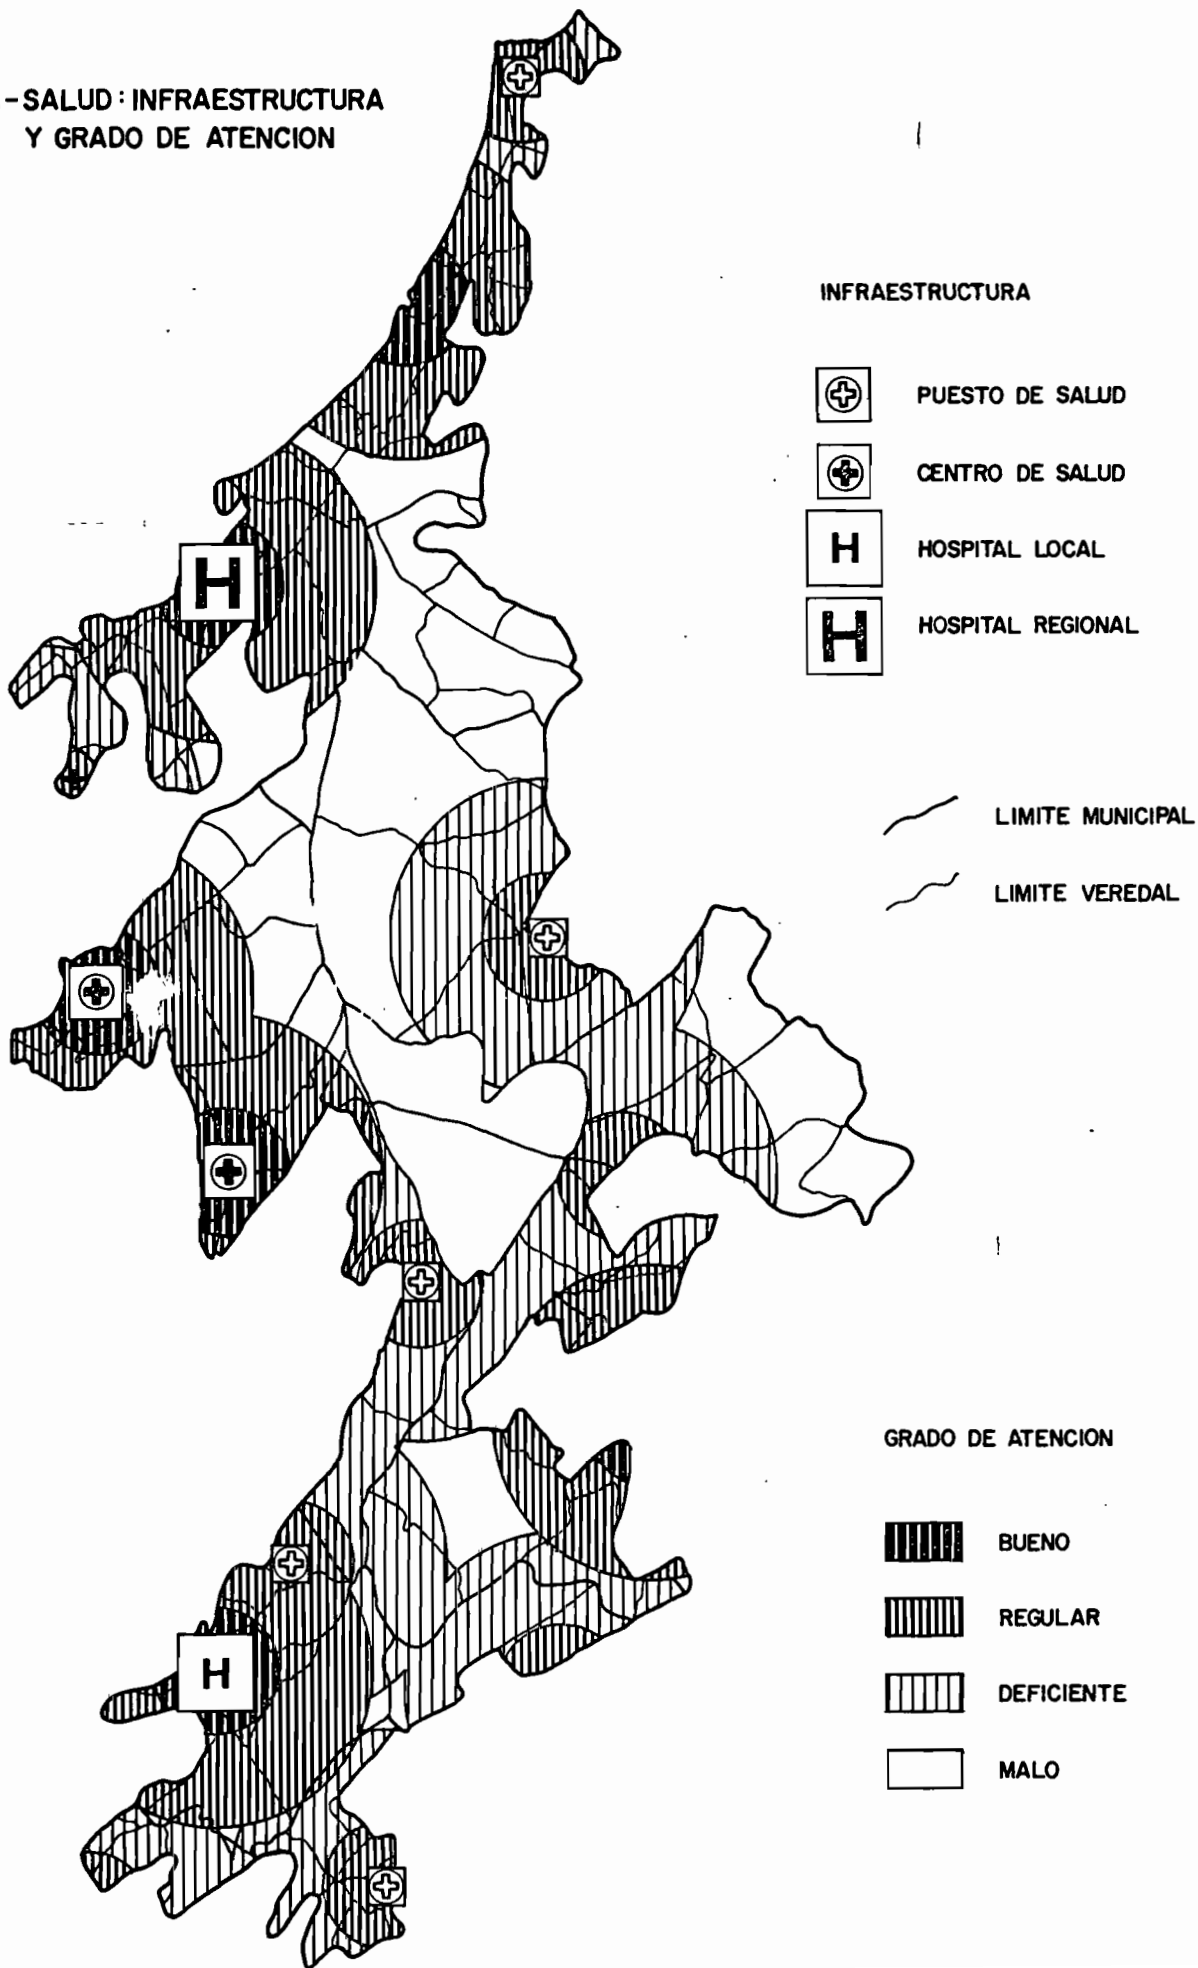 -SALUD: INFRAESTRUCTURA
Y GRADO DE ATENCION
INFRAESTRUCTURA
PUESTO DE SALUD
CENTRO DE SALUD
H HOSPITAL LOCAL
H HOSPITAL REGIONAL
LIMITE MUNICIPAL
LIMITE VEREDAL
H
H
GRADO DE ATENCION
BUENO
REGULAR
DEFICIENTE
MALO